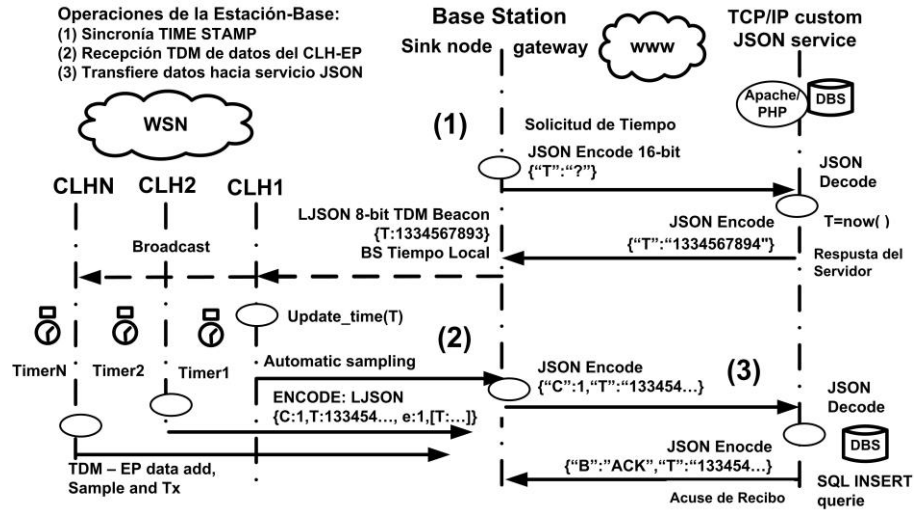 Operaciones de la Estación-Base:
(1) Sincronía TIME STAMP
(2) Recepción TDM de datos del CLH-EP
(3) Transfiere datos hacia servicio JSON
Base Station
Sink node
gateway
www
TCP/IP custom
JSON service
Apache/
PHP
DBS
WSN
(1)
Solicitud de Tiempo
JSON Encode 16-bit
{“T”:“?”}
JSON
Decode
CLHN
CLH2
CLH1
LJSON 8-bit TDM Beacon
{T:1334567893}
BS Tiempo Local
JSON Encode
{“T”:“1334567894"}
T=now( )
Respusta del
Servidor
Broadcast
Update_time(T)
TimerN
Timer2
Timer1
(2)
Automatic sampling
JSON Encode
{“C”:1,“T”:“133454…}
(3)
JSON
Decode
ENCODE: LJSON
{C:1,T:133454…, e:1,[T:…]}
TDM – EP data add,
Sample and Tx
JSON Enocde
{“B”:”ACK”,“T”:“133454…}
DBS
Acuse de Recibo
SQL INSERT
querie